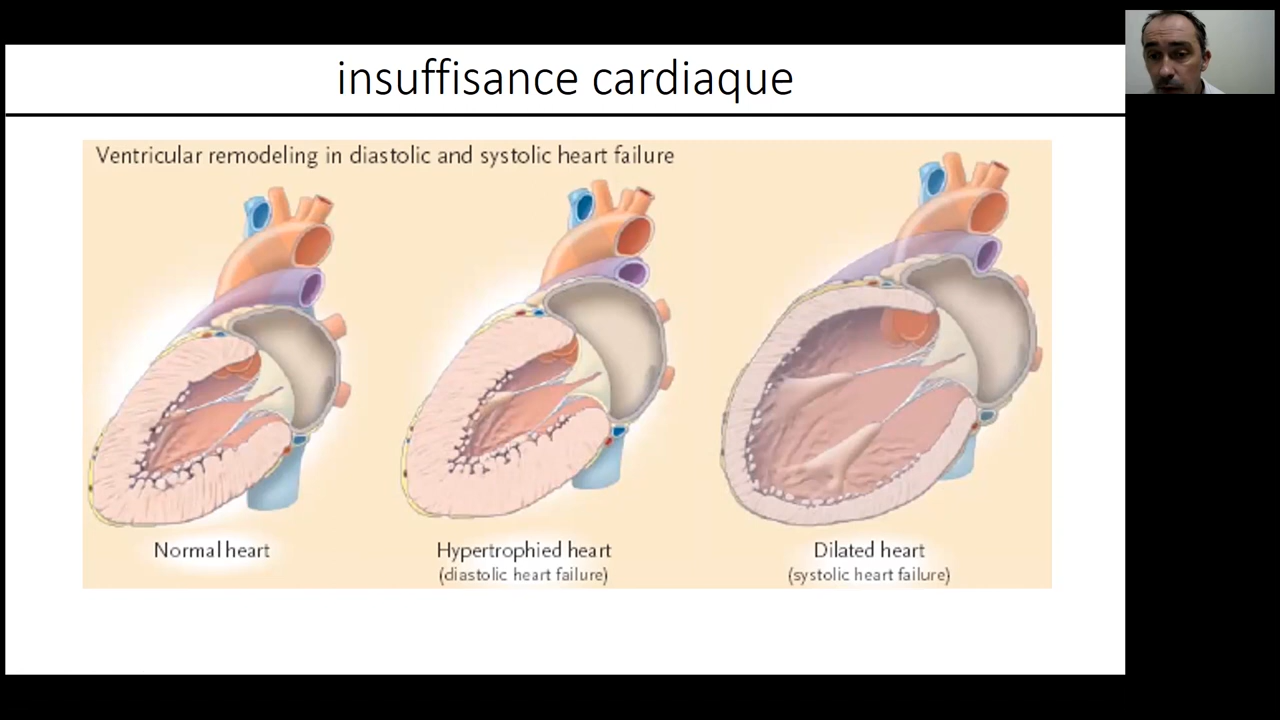 insuffisance cardiaque
Ventricular remodeling in diastolic and systolic heart failure
Normal heart
Hypertrophied heart
(diastolic heart failure)
Dilated heart
(systolic heart failure)